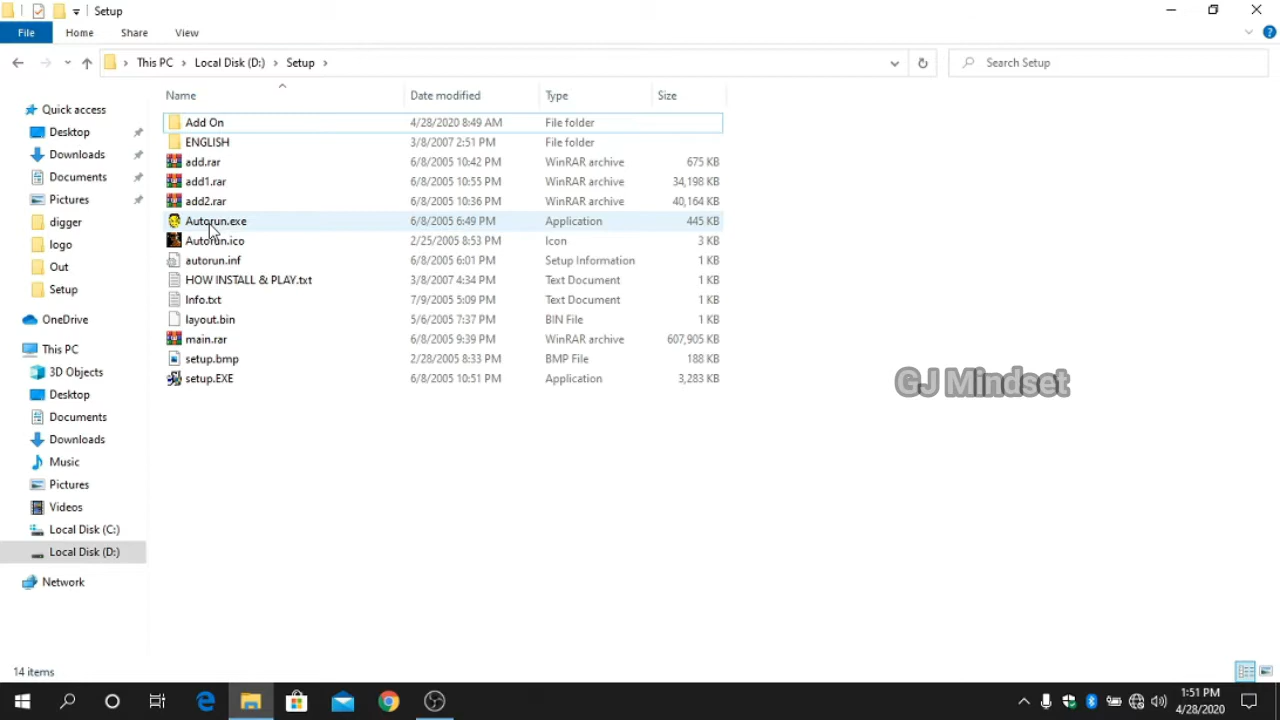 Setup
File Home Share View
This PC Local Disk (D:) Setup Search Setup
Name Date modified Type Size
Quick access
Desktop
Downloads
Documents
Pictures
digger
logo
Out
Setup
OneDrive
This PC
3D Objects
Desktop
Documents
Downloads
Music
Pictures
Videos
Local Disk (C:)
Local Disk (D:)
Network
Add On 4/28/2020 8:49 AM File folder
ENGLISH 3/8/2007 2:51 PM File folder
add.rar 6/8/2005 10:42 PM WinRAR archive 675 KB
add1.rar 6/8/2005 10:55 PM WinRAR archive 34,198 KB
add2.rar 6/8/2005 10:36 PM WinRAR archive 40,164 KB
Autorun.exe 6/8/2005 6:49 PM Application 445 KB
Autorun.ico 2/25/2005 8:53 PM Icon 3 KB
autorun.inf 6/8/2005 6:01 PM Setup Information 1 KB
HOW INSTALL & PLAY.txt 3/8/2007 4:34 PM Text Document 1 KB
Info.txt 7/9/2005 5:09 PM Text Document 1 KB
layout.bin 5/6/2005 7:37 PM BIN File 1 KB
main.rar 6/8/2005 9:39 PM WinRAR archive 607,905 KB
setup.bmp 2/28/2005 8:33 PM BMP File 188 KB
setup.EXE 6/8/2005 10:51 PM Application 3,283 KB
GJ Mindset
14 items
1:51 PM
4/28/2020